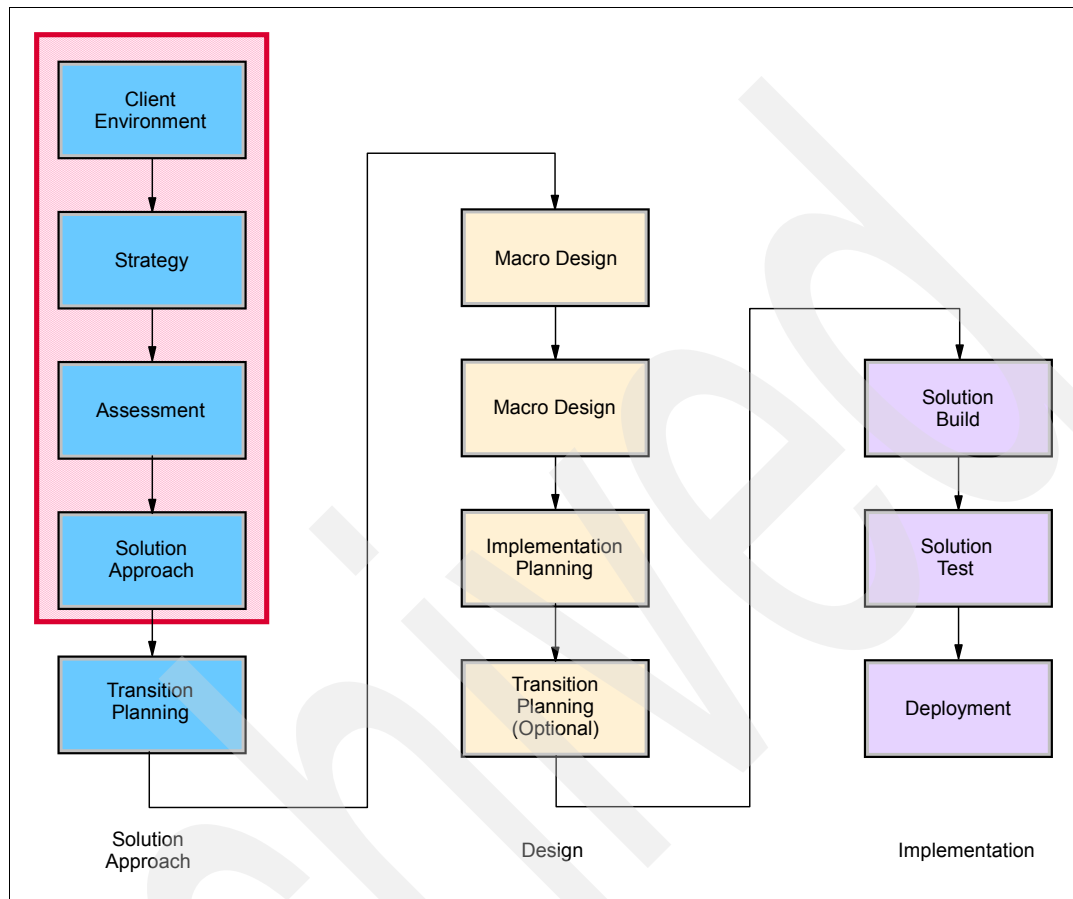 Client
Environment
Strategy
Assessment
Solution
Approach
Transition
Planning
Solution
Approach
Macro Design
Macro Design
Implementation
Planning
Transition
Planning
(Optional)
Design
Solution
Build
Solution
Test
Deployment
Implementation
hived